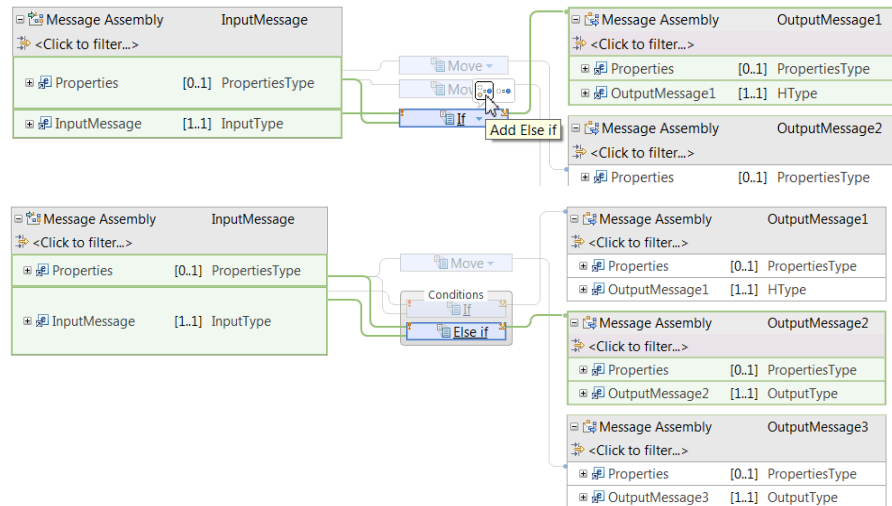 Message Assembly InputMessage
<Click to filter...>
Properties [0..1] PropertiesType
InputMessage [1..1] InputType
Move
Mov
If
Add Else if
Message Assembly OutputMessage1
<Click to filter...>
Properties [0..1] PropertiesType
OutputMessage1 [1..1] HType
Message Assembly OutputMessage2
<Click to filter...>
Properties [0..1] PropertiesType
Message Assembly InputMessage
<Click to filter...>
Properties [0..1] PropertiesType
InputMessage [1..1] InputType
Move
Conditions
If
Else if
Message Assembly OutputMessage1
<Click to filter...>
Properties [0..1] PropertiesType
OutputMessage1 [1..1] HType
Message Assembly OutputMessage2
<Click to filter...>
Properties [0..1] PropertiesType
OutputMessage2 [1..1] OutputType
Message Assembly OutputMessage3
<Click to filter...>
Properties [0..1] PropertiesType
OutputMessage3 [1..1] OutputType